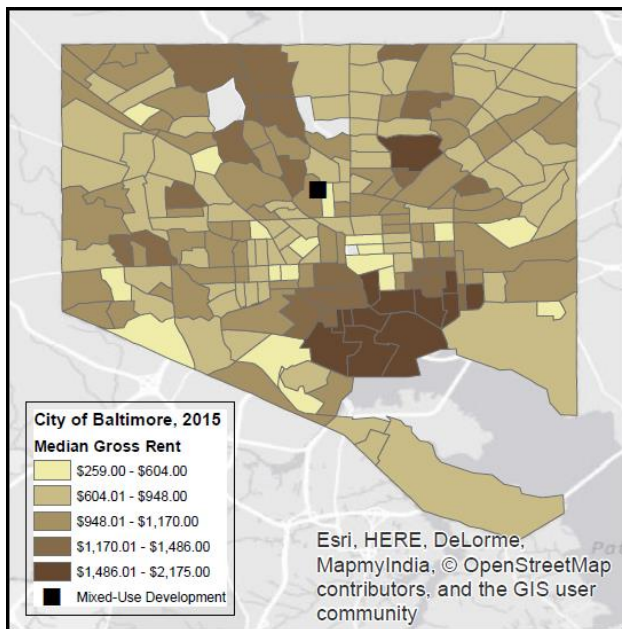 City of Baltimore, 2015
Median Gross Rent
$259.00 - $604.00
$604.01 - $948.00
$948.01 - $1,170.00
$1,170.01 - $1,486.00
$1,486.01 - $2,175.00
Mixed-Use Development
Esri, HERE, DeLorme,
MapmyIndia, © OpenStreetMap
contributors, and the GIS user
community